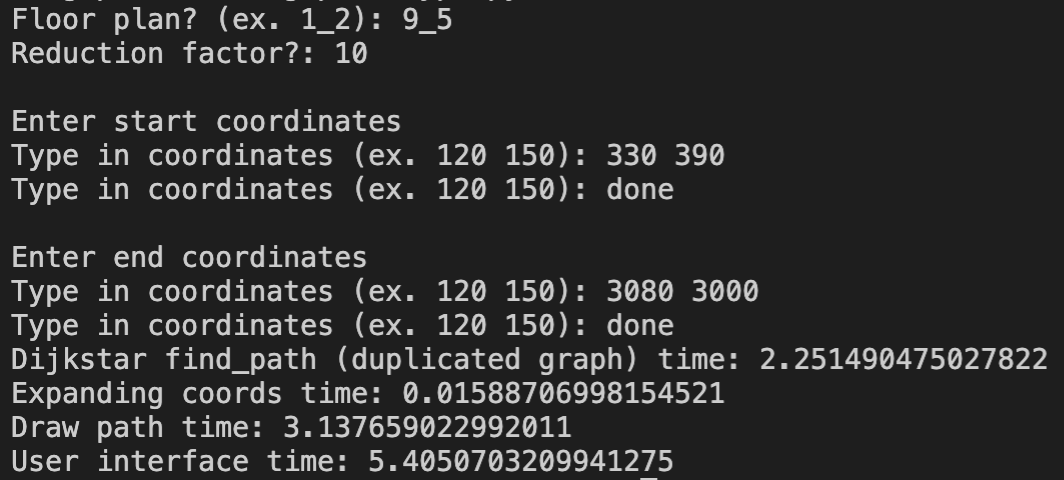 Floor plan? (ex. 1_2): 9_5
Reduction factor?: 10
Enter start coordinates
Type in coordinates (ex. 120 150): 330 390
Type in coordinates (ex. 120 150): done
Enter end coordinates
Type in coordinates (ex. 120 150): 3080 3000
Type in coordinates (ex. 120 150): done
Dijkstar find_path (duplicated graph) time: 2.251490475027822
Expanding coords time: 0.01588706998154521
Draw path time: 3.137659022992011
User interface time: 5.4050703209941275